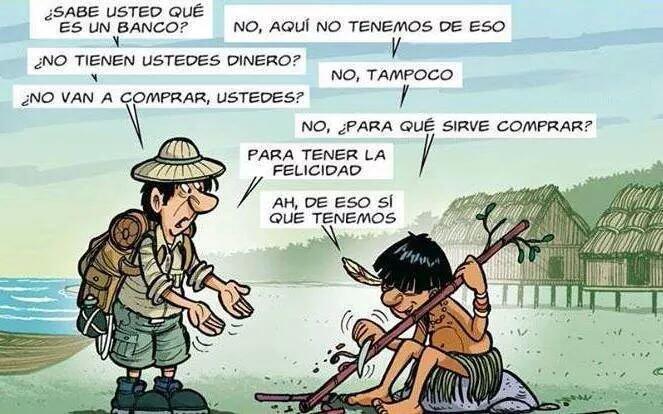 ¿SABE USTED QUÉ
ES UN BANCO?
NO, AQUÍ NO TENEMOS DE ESO
¿NO TIENEN USTEDES DINERO?
NO, TAMPOCO
¿NO VAN A COMPRAR, USTEDES?
NO, ¿PARA QUÉ SIRVE COMPRAR?
PARA TENER LA
FELICIDAD
AH, DE ESO SÍ
QUE TENEMOS